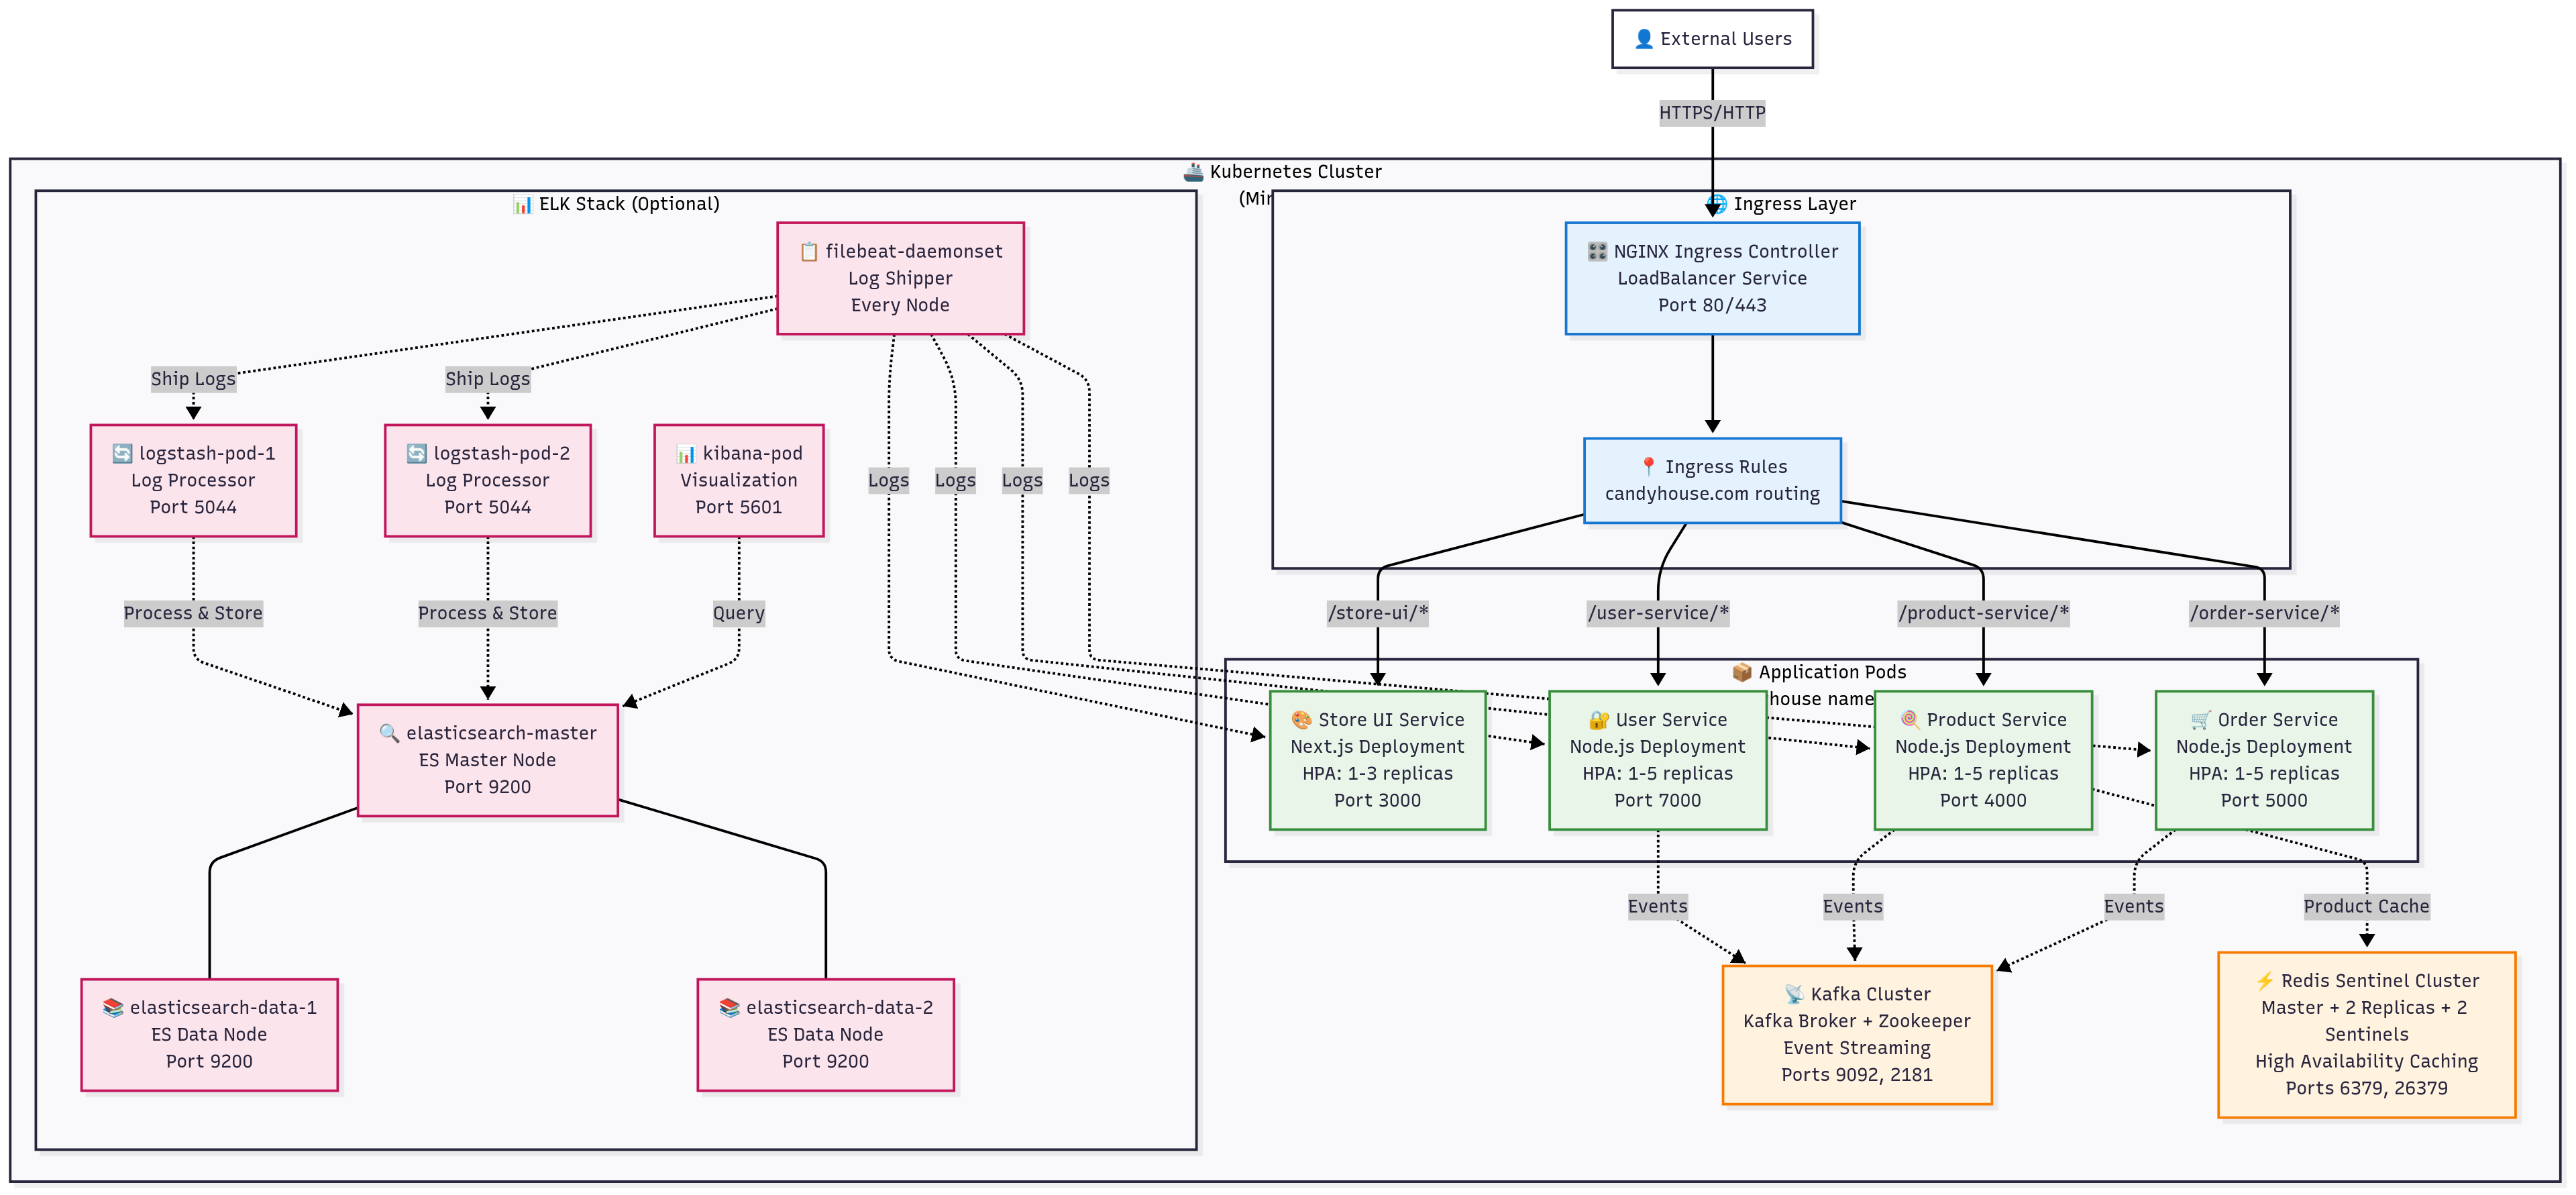 👤 External Users
HTTPS/HTTP
🚢 Kubernetes Cluster
📊 ELK Stack (Optional)
🌐 Ingress Layer
📋 filebeat-daemonset
Log Shipper
Every Node
🎛️ NGINX Ingress Controller
LoadBalancer Service
Port 80/443
Ship Logs
Ship Logs
🔄 logstash-pod-1
Log Processor
Port 5044
🔄 logstash-pod-2
Log Processor
Port 5044
📊 kibana-pod
Visualization
Port 5601
Logs
Logs
Logs
Logs
📍 Ingress Rules
candyhouse.com routing
Process & Store
Process & Store
Query
/store-ui/*
/user-service/*
/product-service/*
/order-service/*
📦 Application Pods
house
🔍 elasticsearch-master
ES Master Node
Port 9200
🎨 Store UI Service
Next.js Deployment
HPA: 1-3 replicas
Port 3000
🔐 User Service
Node.js Deployment
HPA: 1-5 replicas
Port 7000
🍭 Product Service
Node.js Deployment
HPA: 1-5 replicas
Port 4000
🛒 Order Service
Node.js Deployment
HPA: 1-5 replicas
Port 5000
Events
Events
Events
Product Cache
📚 elasticsearch-data-1
ES Data Node
Port 9200
📚 elasticsearch-data-2
ES Data Node
Port 9200
📡 Kafka Cluster
Kafka Broker + Zookeeper
Event Streaming
Ports 9092, 2181
⚡ Redis Sentinel Cluster
Master + 2 Replicas + 2
Sentinels
High Availability Caching
Ports 6379, 26379